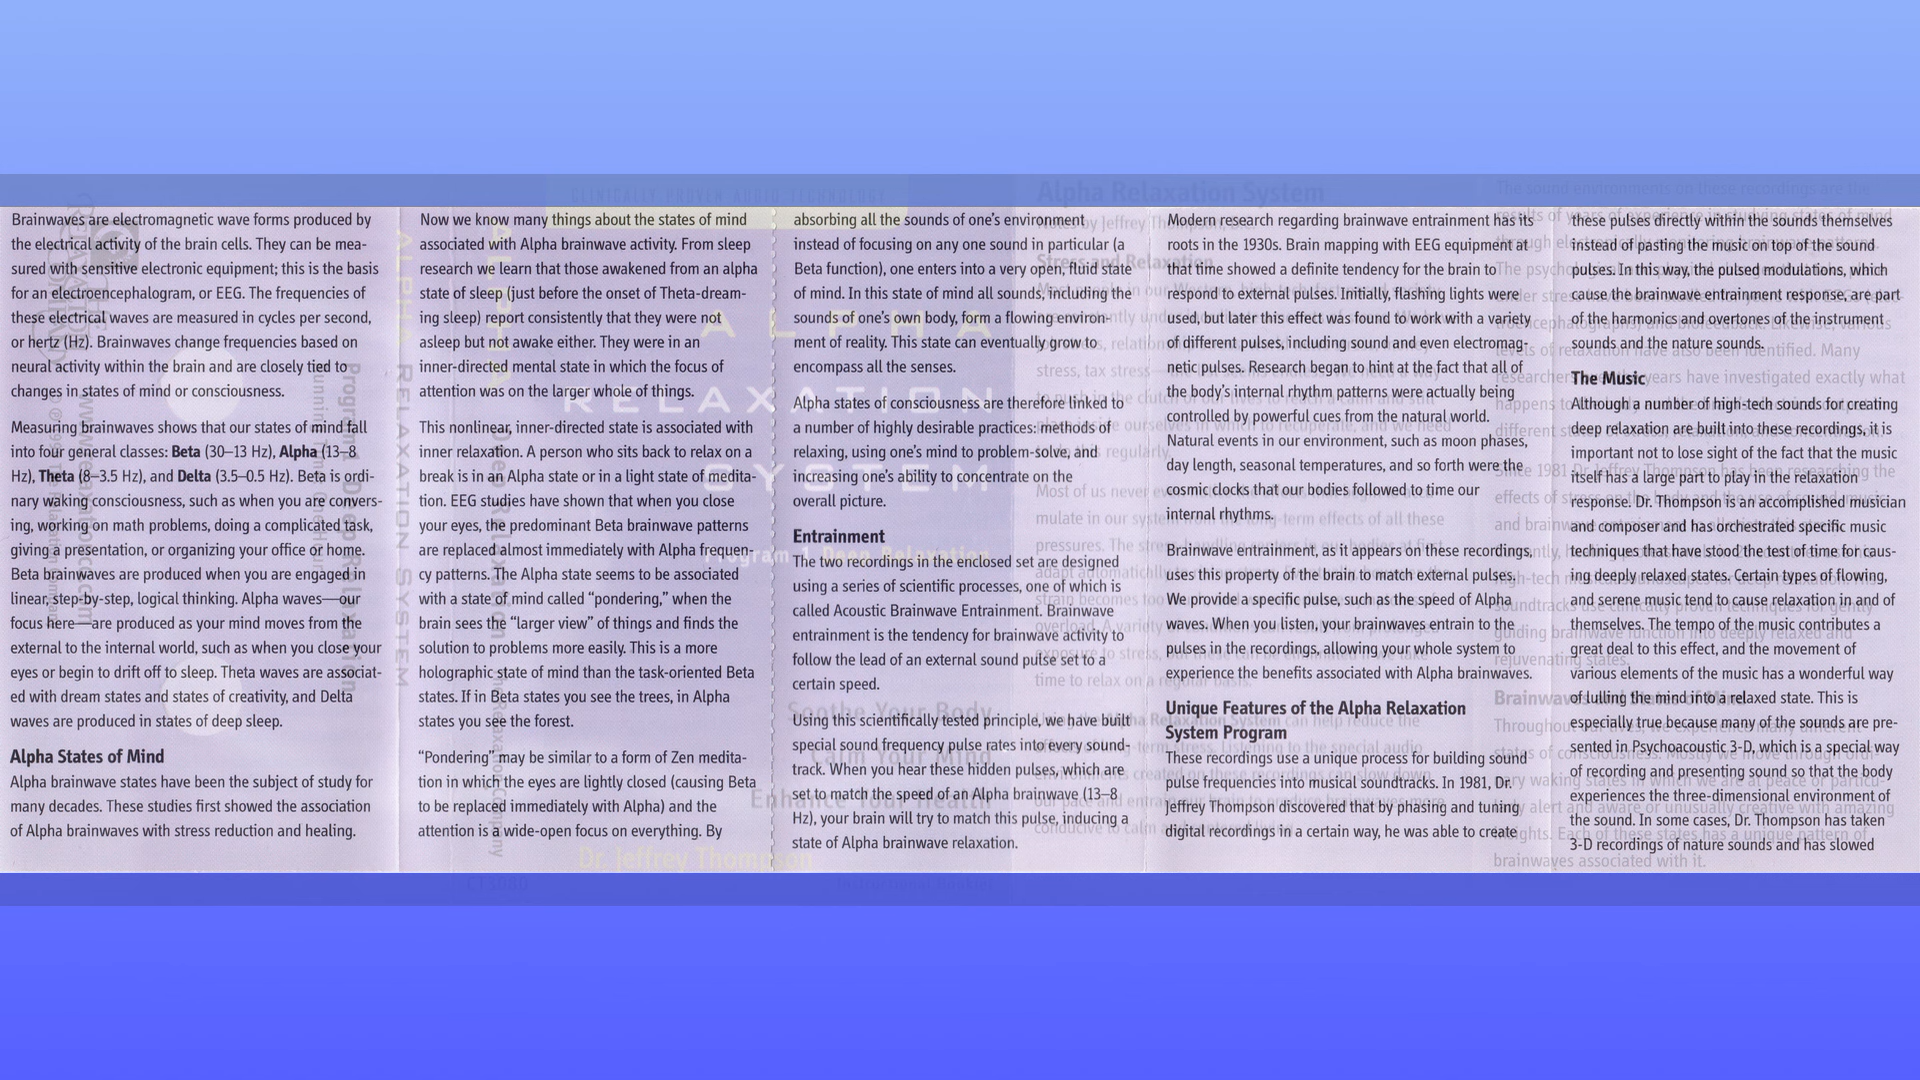 Brainwaves are electromagnetic wave forms produced by
the electrical activity of the brain cells. They can be mea-
sured with sensitive electronic equipment; this is the basis
for an electroencephalogram, or EEG. The frequencies of
these electrical waves are measured in cycles per second,
or hertz (Hz). Brainwaves change frequencies based on
neural activity within the brain and are closely tied to
changes in states of mind or consciousness.
Measuring brainwaves shows that our states of mind fall
into four general classes: Beta (30–13 Hz), Alpha (13–8
Hz), Theta (8–3.5 Hz), and Delta (3.5–0.5 Hz). Beta is ordi-
nary waking consciousness, such as when you are convers-
ing, working on math problems, doing a complicated task,
giving a presentation, or organizing your office or home.
Beta brainwaves are produced when you are engaged in
linear, step-by-step, logical thinking. Alpha waves—our
focus here—are produced as your mind moves from the
external to the internal world, such as when you close your
eyes or begin to drift off to sleep. Theta waves are associat-
ed with dream states and states of creativity, and Delta
waves are produced in states of deep sleep.
Alpha States of Mind
Alpha brainwave states have been the subject of study for
many decades. These studies first showed the association
of Alpha brainwaves with stress reduction and healing.
Now we know many things about the states of mind
associated with Alpha brainwave activity. From sleep
research we learn that those awakened from an alpha
state of sleep (just before the onset of Theta-dream-
ing sleep) report consistently that they were not
asleep but not awake either. They were in an
inner-directed mental state in which the focus of
attention was on the larger whole of things.
This nonlinear, inner-directed state is associated with
inner relaxation. A person who sits back to relax on a
break is in an Alpha state or in a light state of medita-
tion. EEG studies have shown that when you close
your eyes, the predominant Beta brainwave patterns
are replaced almost immediately with Alpha frequen-
cy patterns. The Alpha state seems to be associated
with a state of mind called “pondering,” when the
brain sees the “larger view” of things and finds the
solution to problems more easily. This is a more
holographic state of mind than the task-oriented Beta
states. If in Beta states you see the trees, in Alpha
states you see the forest.
“Pondering” may be similar to a form of Zen medita-
tion in which the eyes are lightly closed (causing Beta
to be replaced immediately with Alpha) and the
attention is a wide-open focus on everything. By
absorbing all the sounds of one’s environment
instead of focusing on any one sound in particular (a
Beta function), one enters into a very open, fluid state
of mind. In this state of mind all sounds, including the
sounds of one’s own body, form a flowing environ-
ment of reality. This state can eventually grow to
encompass all the senses.
Alpha states of consciousness are therefore linked to
a number of highly desirable practices: methods of
relaxing, using one’s mind to problem-solve, and
increasing one’s ability to concentrate on the
overall picture.
Entrainment
The two recordings in the enclosed set are designed
using a series of scientific processes, one of which is
called Acoustic Brainwave Entrainment. Brainwave
entrainment is the tendency for brainwave activity to
follow the lead of an external sound pulse set to a
certain speed.
Using this scientifically tested principle, we have built
special sound frequency pulse rates into every sound-
track. When you hear these hidden pulses, which are
set to match the speed of an Alpha brainwave (13–8
Hz), your brain will try to match this pulse, inducing a
state of Alpha brainwave relaxation.
Modern research regarding brainwave entrainment has its
roots in the 1930s. Brain mapping with EEG equipment at
that time showed a definite tendency for the brain to
respond to external pulses. Initially, flashing lights were
used, but later this effect was found to work with a variety
of different pulses, including sound and even electromag-
netic pulses. Research began to hint at the fact that all of
the body’s internal rhythm patterns were actually being
controlled by powerful cues from the natural world.
Natural events in our environment, such as moon phases,
day length, seasonal temperatures, and so forth were the
cosmic clocks that our bodies followed to time our
internal rhythms.
Brainwave entrainment, as it appears on these recordings,
uses this property of the brain to match external pulses.
We provide a specific pulse, such as the speed of Alpha
waves. When you listen, your brainwaves entrain to the
pulses in the recordings, allowing your whole system to
experience the benefits associated with Alpha brainwaves.
Unique Features of the Alpha Relaxation
System Program
These recordings use a unique process for building sound
pulse frequencies into musical soundtracks. In 1981, Dr.
Jeffrey Thompson discovered that by phasing and tuning
digital recordings in a certain way, he was able to create
these pulses directly within the sounds themselves
instead of pasting the music on top of the sound
pulses. In this way, the pulsed modulations, which
cause the brainwave entrainment response, are part
of the harmonics and overtones of the instrument
sounds and the nature sounds.
The Music
Although a number of high-tech sounds for creating
deep relaxation are built into these recordings, it is
important not to lose sight of the fact that the music
itself has a large part to play in the relaxation
response. Dr. Thompson is an accomplished musician
and composer and has orchestrated specific music
techniques that have stood the test of time for caus-
ing deeply relaxed states. Certain types of flowing,
and serene music tend to cause relaxation in and of
themselves. The tempo of the music contributes a
great deal to this effect, and the movement of
various elements of the music has a wonderful way
of lulling the mind into a relaxed state. This is
especially true because many of the sounds are pre-
sented in Psychoacoustic 3-D, which is a special way
of recording and presenting sound so that the body
experiences the three-dimensional environment of
the sound. In some cases, Dr. Thompson has taken
3-D recordings of nature sounds and has slowed
ALPHA
RELAXATION
SYSTEM
Program 1 Deep Relaxation
Soothe Your Body
Calm Your Mind
Enhance Your Health
Dr. Jeffrey Thompson
Alpha Relaxation System
Stress and Relaxation